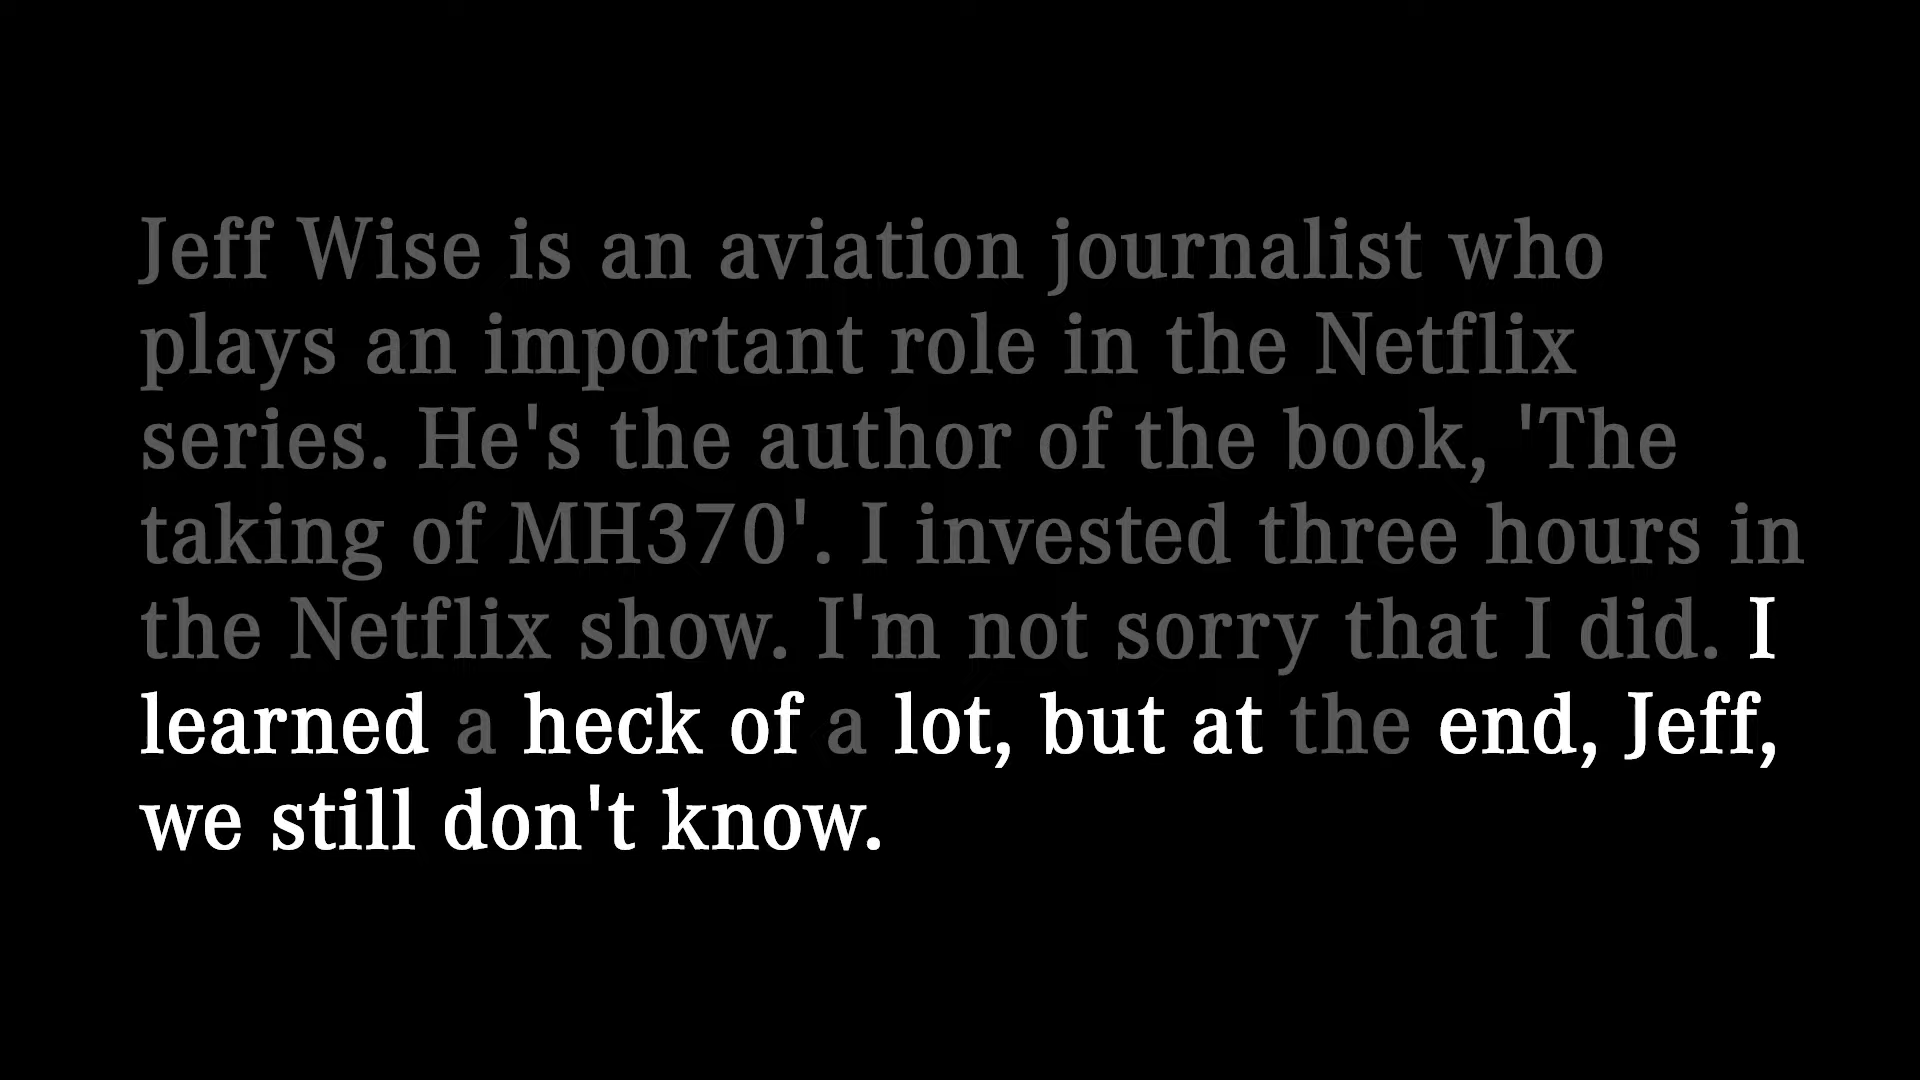 Jeff Wise is an aviation journalist who
plays an important role in the Netflix
series. He's the author of the book, 'The
taking of MH370'. I invested three hours in
the Netflix show. I'm not sorry that I did. I
learned a heck of a lot, but at the end, Jeff,
we still don't know.